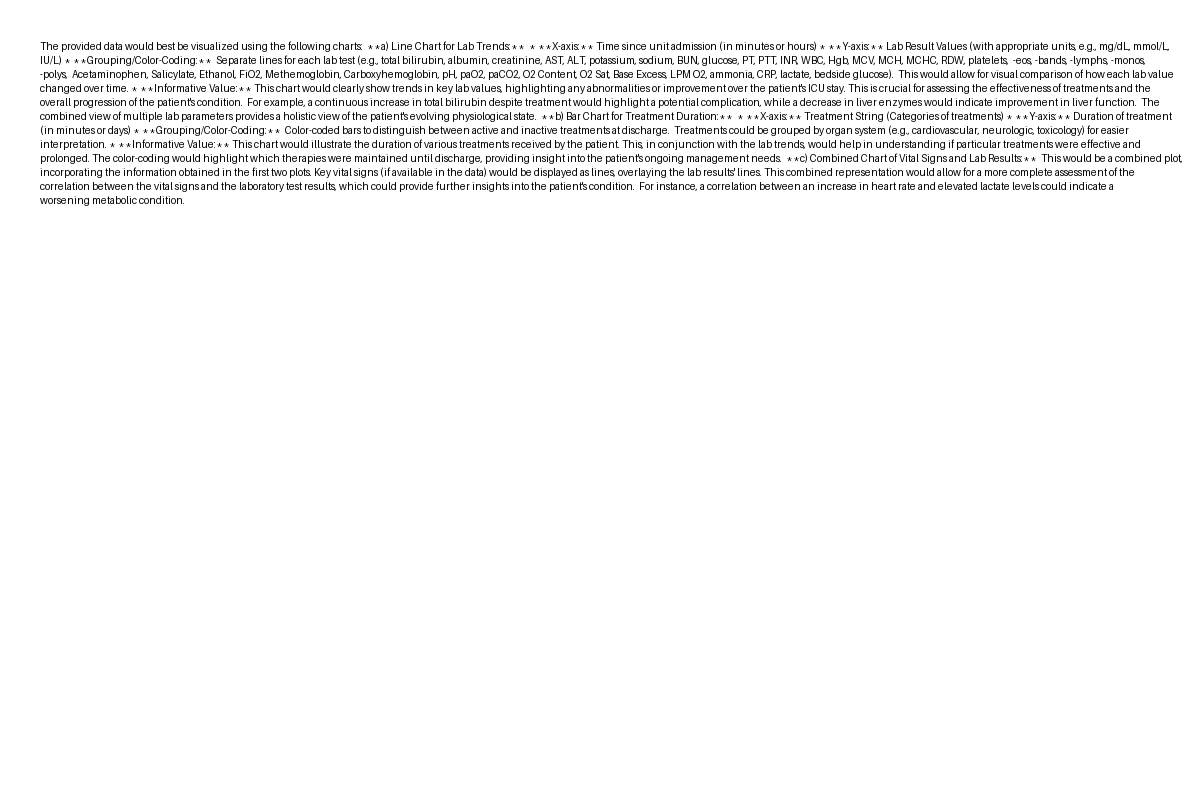 The provided data would best be visualized using the following charts:  **a) Line Chart for Lab Trends:**  * **X-axis:** Time since unit admission (in minutes or hours) * **Y-axis:** Lab Result Values (with appropriate units, e.g., mg/dL, mmol/L,
IU/L) * **Grouping/Color-Coding:**  Separate lines for each lab test (e.g., total bilirubin, albumin, creatinine, AST, ALT, potassium, sodium, BUN, glucose, PT, PTT, INR, WBC, Hgb, MCV, MCH, MCHC, RDW, platelets,  -eos, -bands, -lymphs, -monos,
-polys,  Acetaminophen, Salicylate, Ethanol, FiO2, Methemoglobin, Carboxyhemoglobin, pH, paO2, paCO2, O2 Content, O2 Sat, Base Excess, LPM O2, ammonia, CRP, lactate, bedside glucose).  This would allow for visual comparison of how each lab value
changed over time. * **Informative Value:** This chart would clearly show trends in key lab values, highlighting any abnormalities or improvement over the patient's ICU stay. This is crucial for assessing the effectiveness of treatments and the
overall progression of the patient's condition.  For example, a continuous increase in total bilirubin despite treatment would highlight a potential complication, while a decrease in liver enzymes would indicate improvement in liver function.  The
combined view of multiple lab parameters provides a holistic view of the patient's evolving physiological state.  **b) Bar Chart for Treatment Duration:**  * **X-axis:** Treatment String (Categories of treatments) * **Y-axis:** Duration of treatment
(in minutes or days) * **Grouping/Color-Coding:**  Color-coded bars to distinguish between active and inactive treatments at discharge.  Treatments could be grouped by organ system (e.g., cardiovascular, neurologic, toxicology) for easier
interpretation. * **Informative Value:** This chart would illustrate the duration of various treatments received by the patient. This, in conjunction with the lab trends, would help in understanding if particular treatments were effective and
prolonged. The color-coding would highlight which therapies were maintained until discharge, providing insight into the patient's ongoing management needs.  **c) Combined Chart of Vital Signs and Lab Results:**  This would be a combined plot,
incorporating the information obtained in the first two plots. Key vital signs (if available in the data) would be displayed as lines, overlaying the lab results' lines. This combined representation would allow for a more complete assessment of the
correlation between the vital signs and the laboratory test results, which could provide further insights into the patient's condition.  For instance, a correlation between an increase in heart rate and elevated lactate levels could indicate a
worsening metabolic condition.